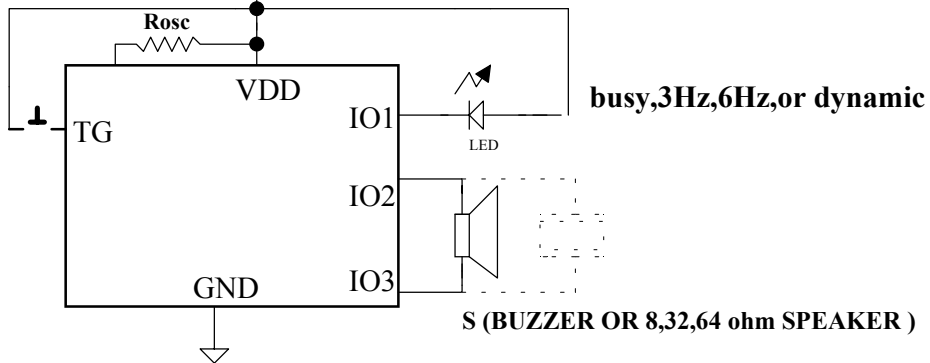 Rosc
VDD
busy,3Hz,6Hz,or dynamic
IO1
TG
LED
IO2
IO3
GND
S (BUZZER OR 8,32,64 ohm SPEAKER )